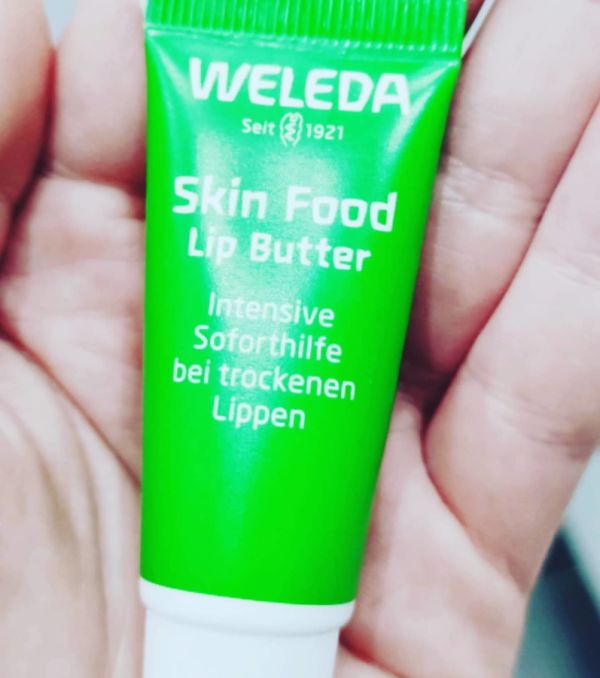 WELEDA
Seit 1921
Skin Food
Lip Butter
Intensive
Soforthilfe
bei trockenen
Lippen